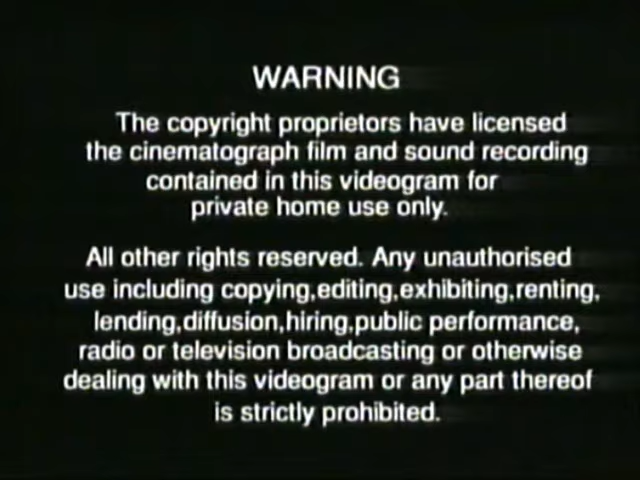 WARNING
The copyright proprietors have licensed
the cinematograph film and sound recording
contained in this videogram for
private home use only.
All other rights reserved. Any unauthorised
use including copying,editing,exhibiting,renting,
lending,diffusion,hiring,public performance,
radio or television broadcasting or otherwise
dealing with this videogram or any part thereof
is strictly prohibited.